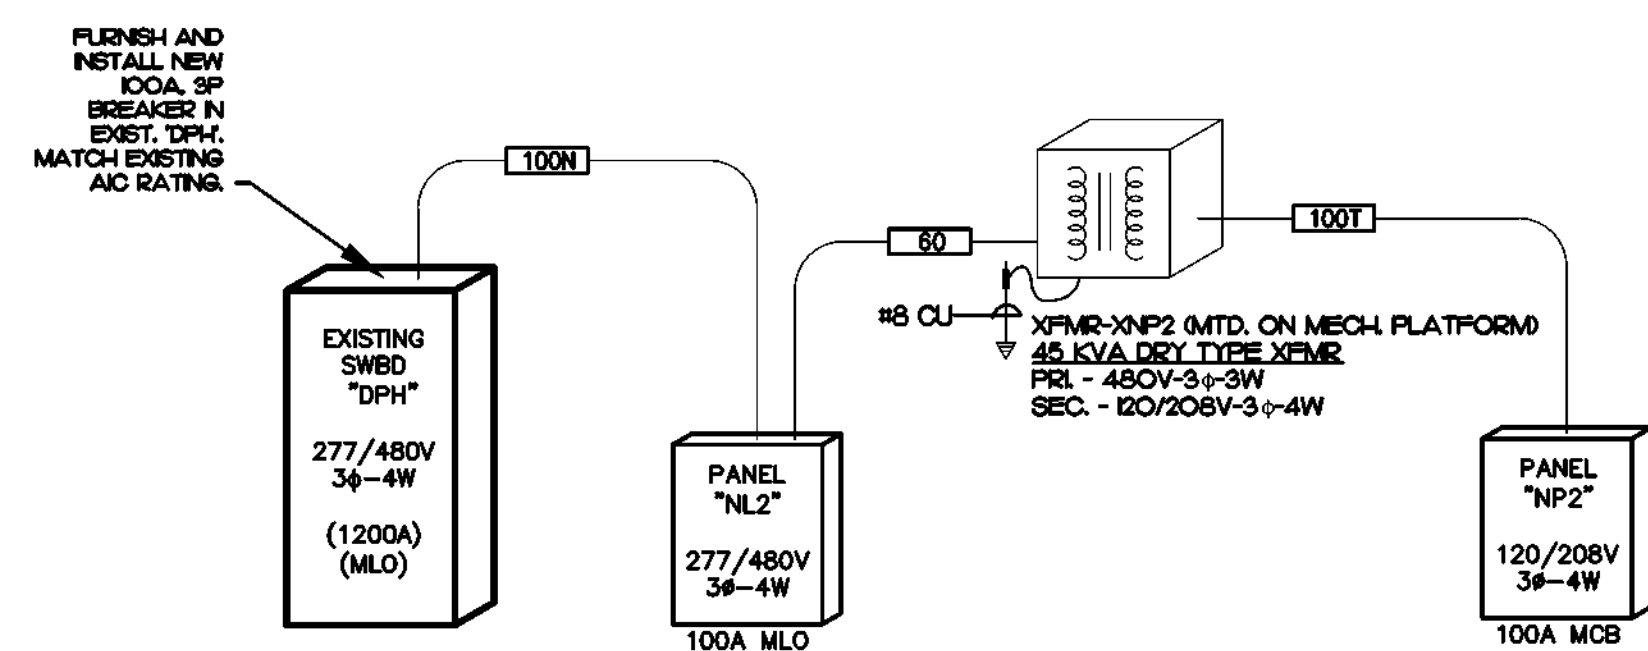 FURNISH AND
INSTALL NEW
100A, 3P
BREAKER IN
EXIST. 'DPH'.
MATCH EXISTING
AIC RATING.
100N
60
100T
#8 CU
XFMR-XNP2 (MTD. ON MECH. PLATFORM)
45 KVA DRY TYPE XFMR
PRI. - 480V-3ϕ-3W
SEC. - 120/208V-3ϕ-4W
EXISTING
SWBD
"DPH"
277/480V
3ϕ-4W
(1200A)
(MLO)
PANEL
"NL2"
277/480V
3ø-4W
100A MLO
PANEL
"NP2"
120/208V
3ø-4W
100A MCB